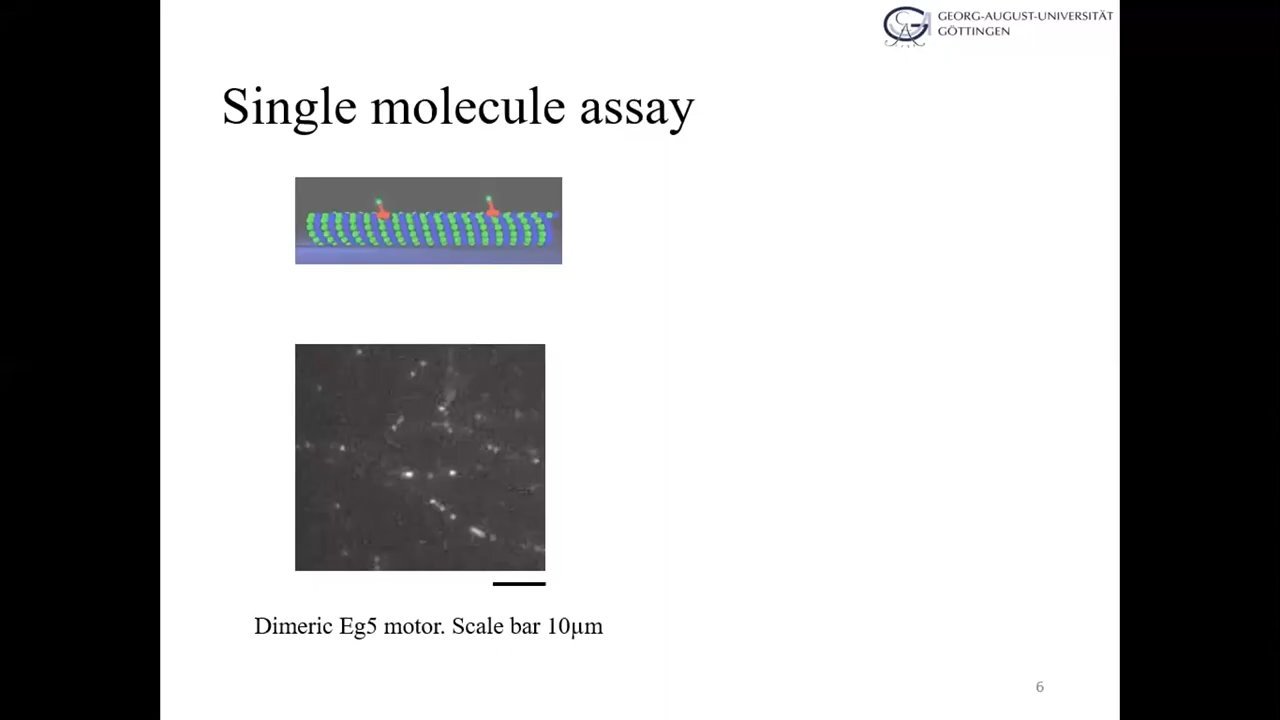 GEORG-AUGUST-UNIVERSITÄT
GÖTTINGEN
Single molecule assay
Dimeric Eg5 motor. Scale bar 10µm
6